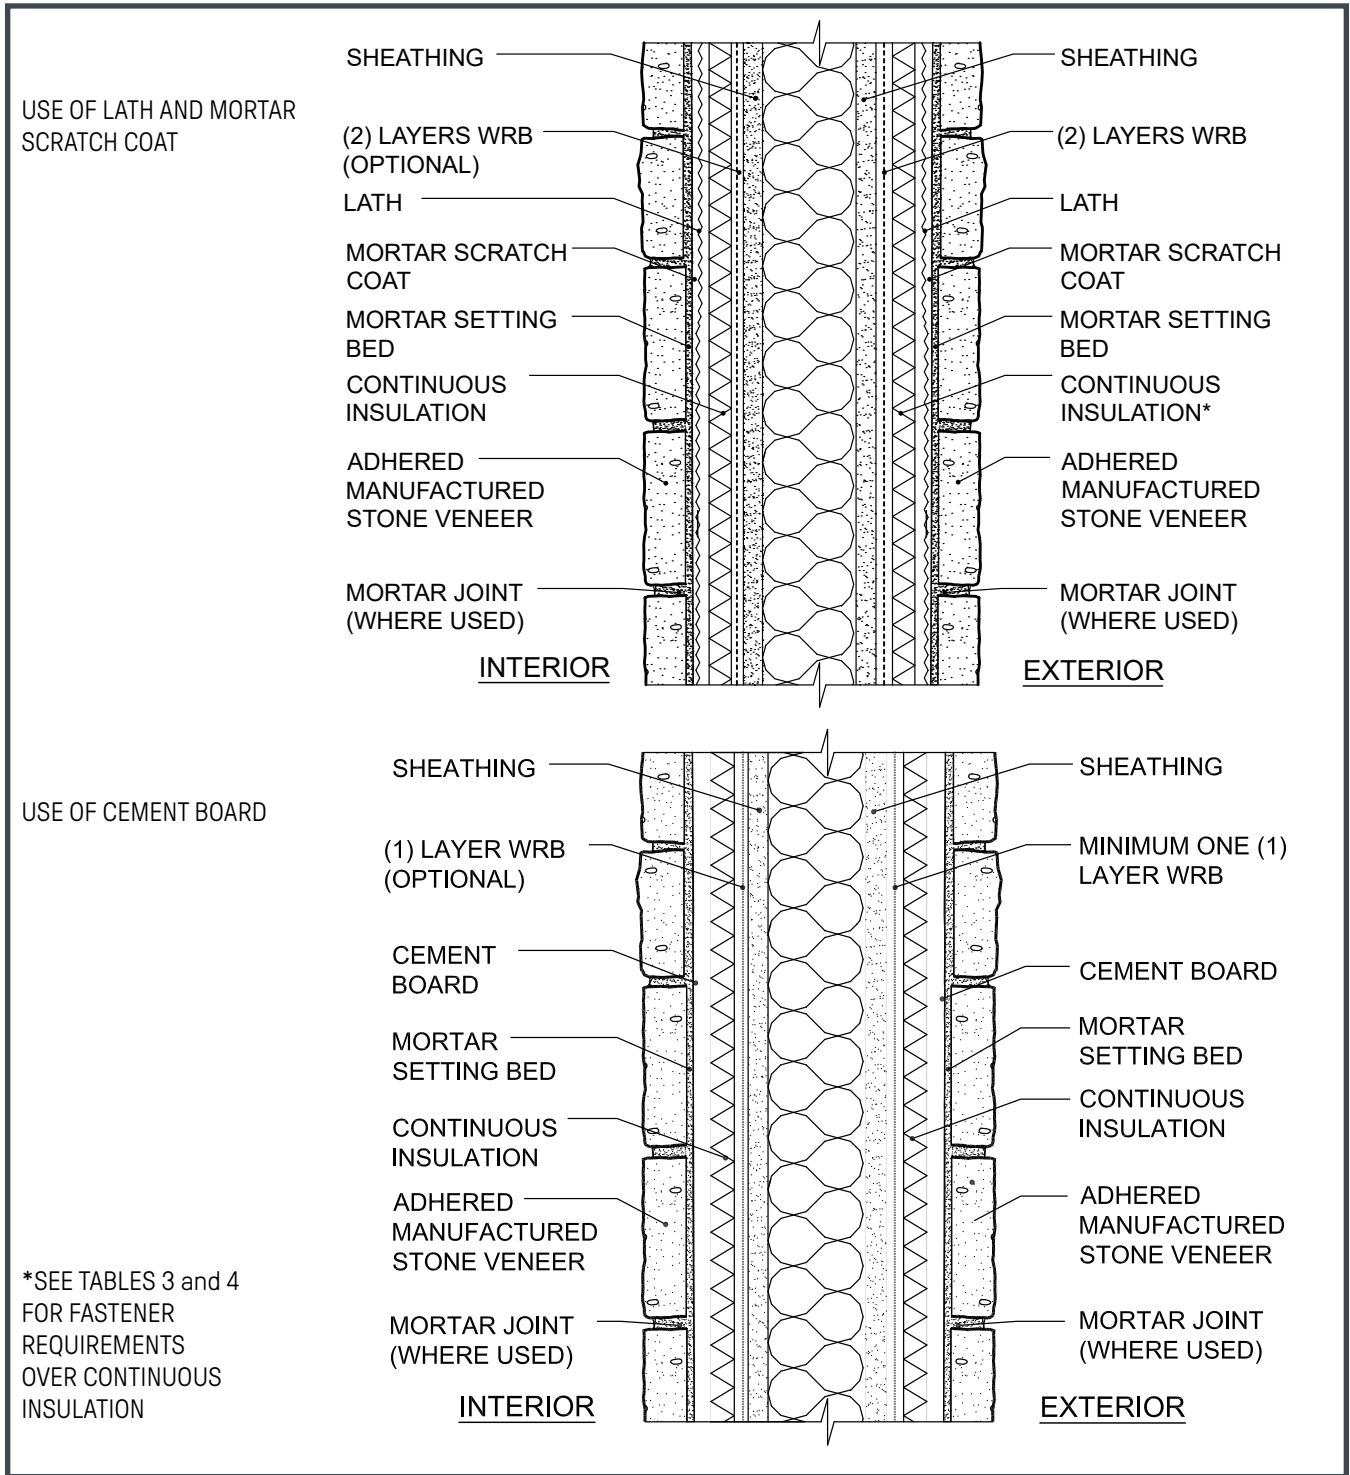 USE OF LATH AND MORTAR
SCRATCH COAT
SHEATHING
(2) LAYERS WRB
(OPTIONAL)
LATH
MORTAR SCRATCH
COAT
MORTAR SETTING
BED
CONTINUOUS
INSULATION
ADHERED
MANUFACTURED
STONE VENEER
MORTAR JOINT
(WHERE USED)
INTERIOR
SHEATHING
(2) LAYERS WRB
LATH
MORTAR SCRATCH
COAT
MORTAR SETTING
BED
CONTINUOUS
INSULATION*
ADHERED
MANUFACTURED
STONE VENEER
MORTAR JOINT
(WHERE USED)
EXTERIOR
USE OF CEMENT BOARD
SHEATHING
(1) LAYER WRB
(OPTIONAL)
CEMENT
BOARD
MORTAR
SETTING BED
CONTINUOUS
INSULATION
ADHERED
MANUFACTURED
STONE VENEER
MORTAR JOINT
(WHERE USED)
INTERIOR
SHEATHING
MINIMUM ONE (1)
LAYER WRB
CEMENT BOARD
MORTAR
SETTING BED
CONTINUOUS
INSULATION
ADHERED
MANUFACTURED
STONE VENEER
MORTAR JOINT
(WHERE USED)
EXTERIOR
*SEE TABLES 3 and 4
FOR FASTENER
REQUIREMENTS
OVER CONTINUOUS
INSULATION